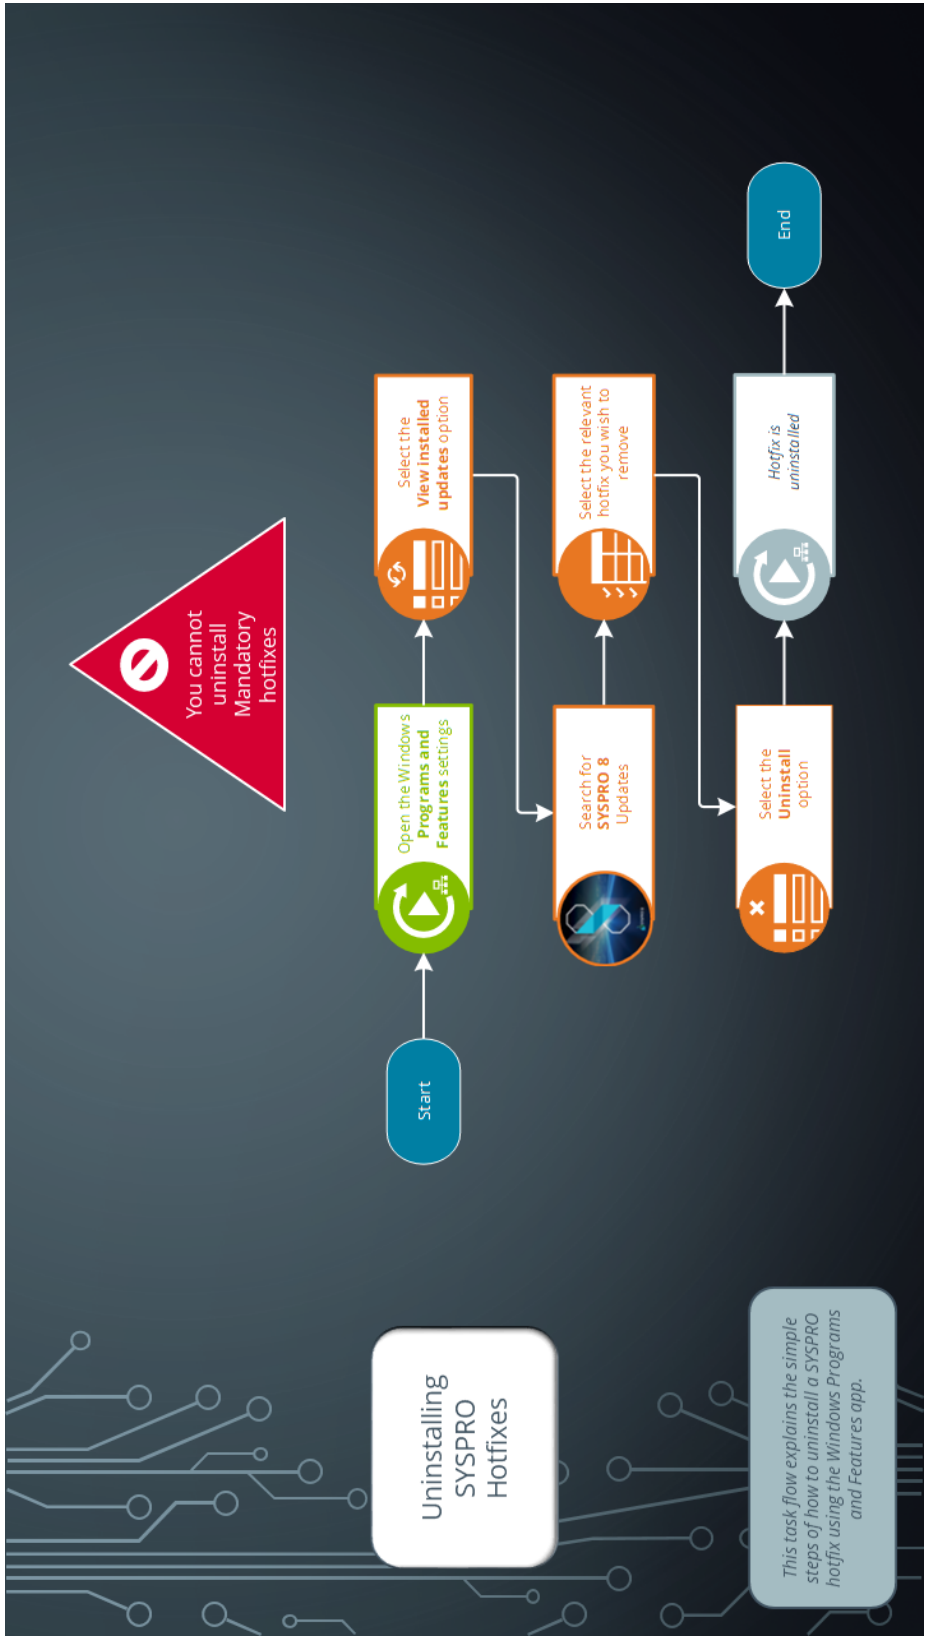 Uninstalling
SYSPRO
Hotfixes
This task flow explains the simple
steps of how to uninstall a SYSPRO
hotfix using the Windows Programs
and Features app.
You cannot
uninstall
Mandatory
hotfixes
Start
Open the Windows
Programs and
Features settings
Select the
View installed
updates option
Search for
SYSPRO 8
Updates
Select the relevant
hotfix you wish to
remove
Select the
Uninstall
option
Hotfix is
uninstalled
End